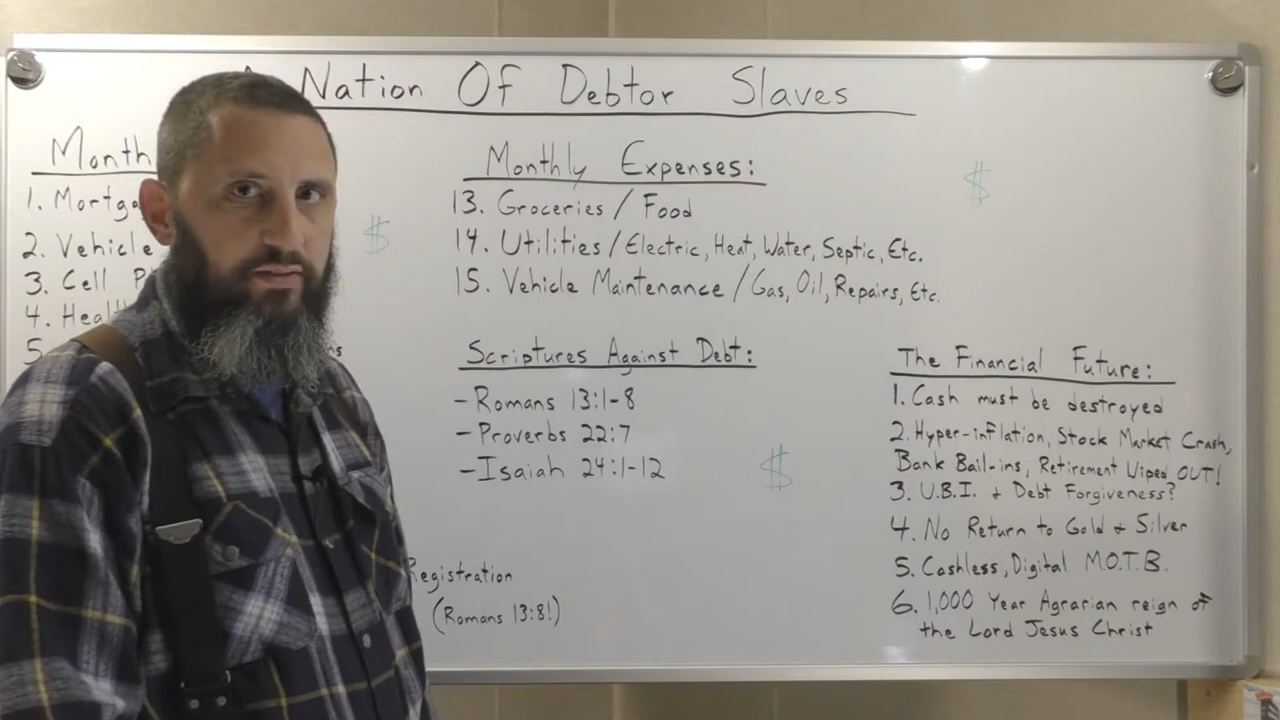 Nation Of Debtor Slaves
Month
1. Mortga
2. Vehicle
3. Cell P
4. Heal
5.
Monthly Expenses:
13. Groceries / Food
14. Utilities / Electric, Heat, Water, Septic, Etc.
15. Vehicle Maintenance / Gas, Oil, Repairs, Etc.
Scriptures Against Debt:
- Romans 13:1-8
- Proverbs 22:7
- Isaiah 24:1-12
Registration
(Romans 13:8!)
The Financial Future:
1. Cash must be destroyed
2. Hyper-inflation, Stock Market Crash,
Bank Bail-ins, Retirement Wiped OUT!
3. U.B.I. + Debt Forgiveness?
4. No Return to Gold + Silver
5. Cashless, Digital M.O.T.B.
6. 1,000 Year Agrarian reign of
the Lord Jesus Christ
$
$
$